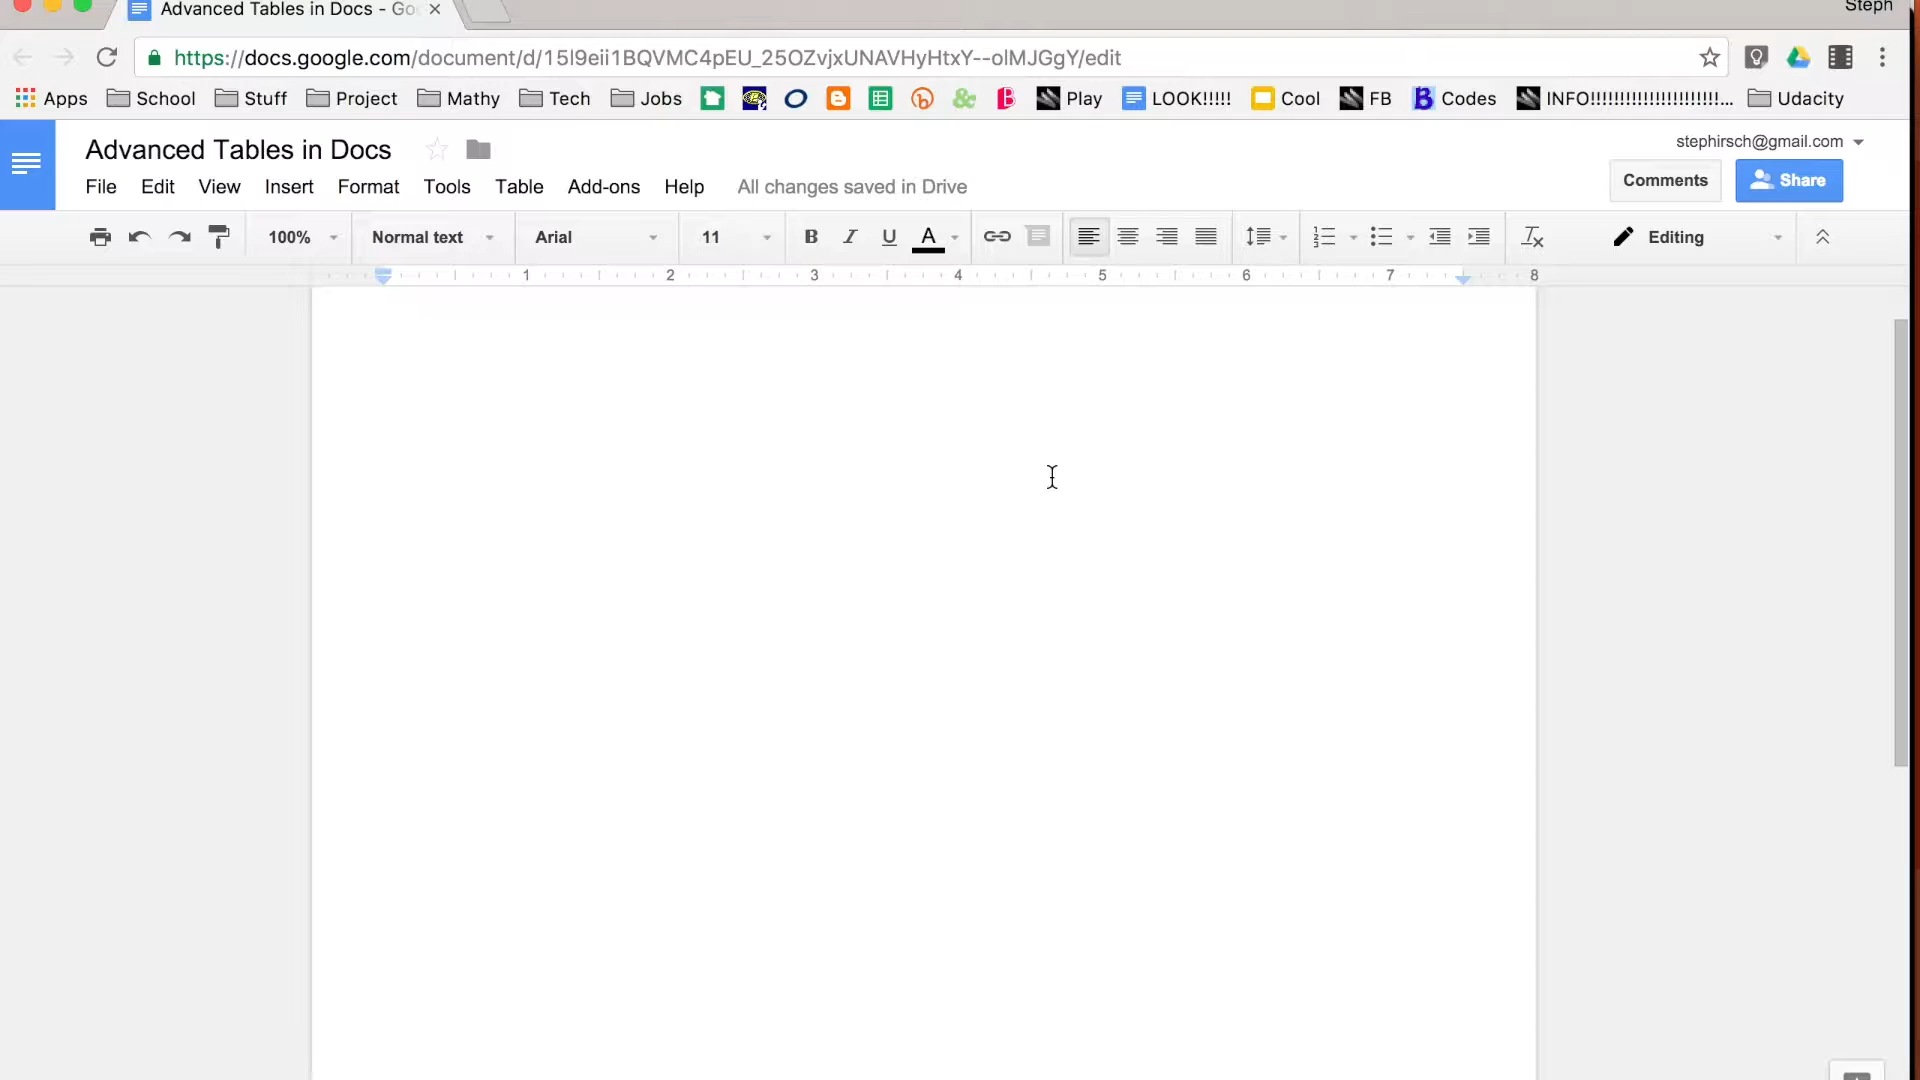 Advanced Tables in Docs - Goo
Steph
https://docs.google.com/document/d/15l9eii1BQVMC4pEU_25OZvjxUNAVHyHtxY--olMJGgY/edit
Apps School Stuff Project Mathy Tech Jobs Play LOOK!!!!! Cool FB Codes INFO!!!!!!!!!!!!!!!!!!!!!!!... Udacity
Advanced Tables in Docs
stephirsch@gmail.com
File Edit View Insert Format Tools Table Add-ons Help All changes saved in Drive
Comments Share
100% Normal text Arial 11 B I U A Editing
1 2 3 4 5 6 7 8